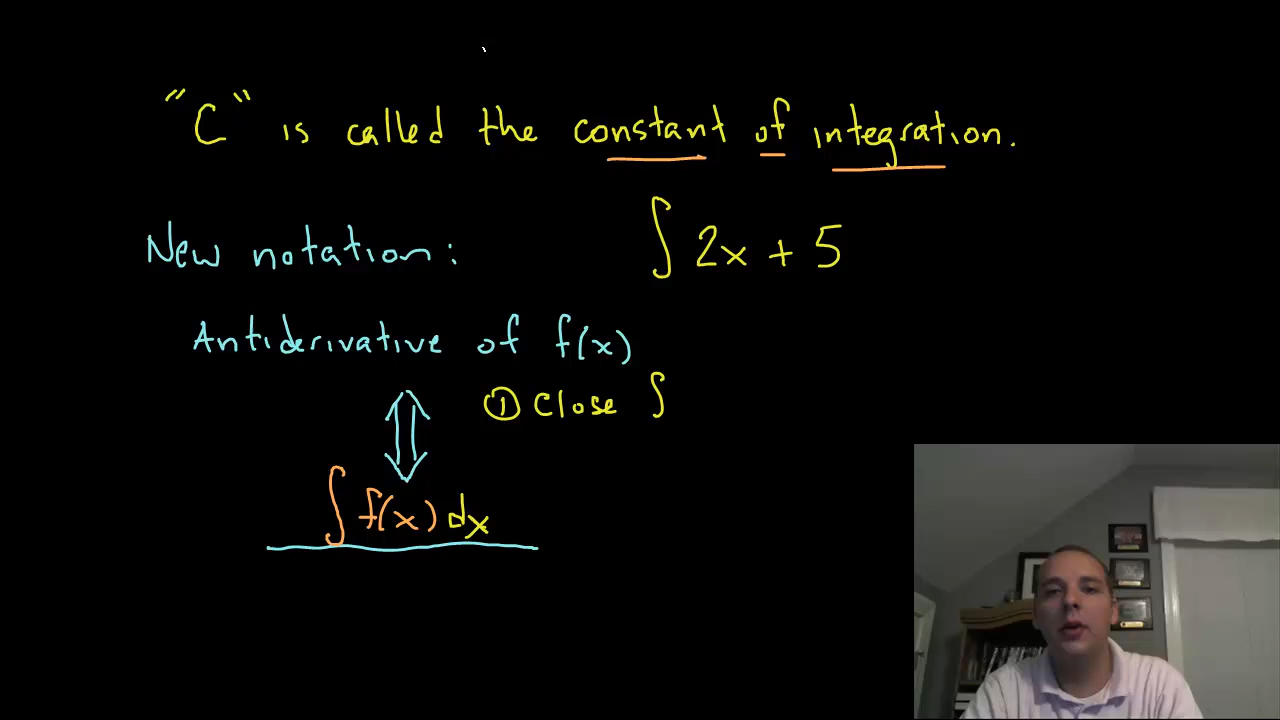 "C" is called the constant of integration.
New notation: ∫ 2x + 5
Antiderivative of f(x)
① Close ∫
∫ f(x) dx